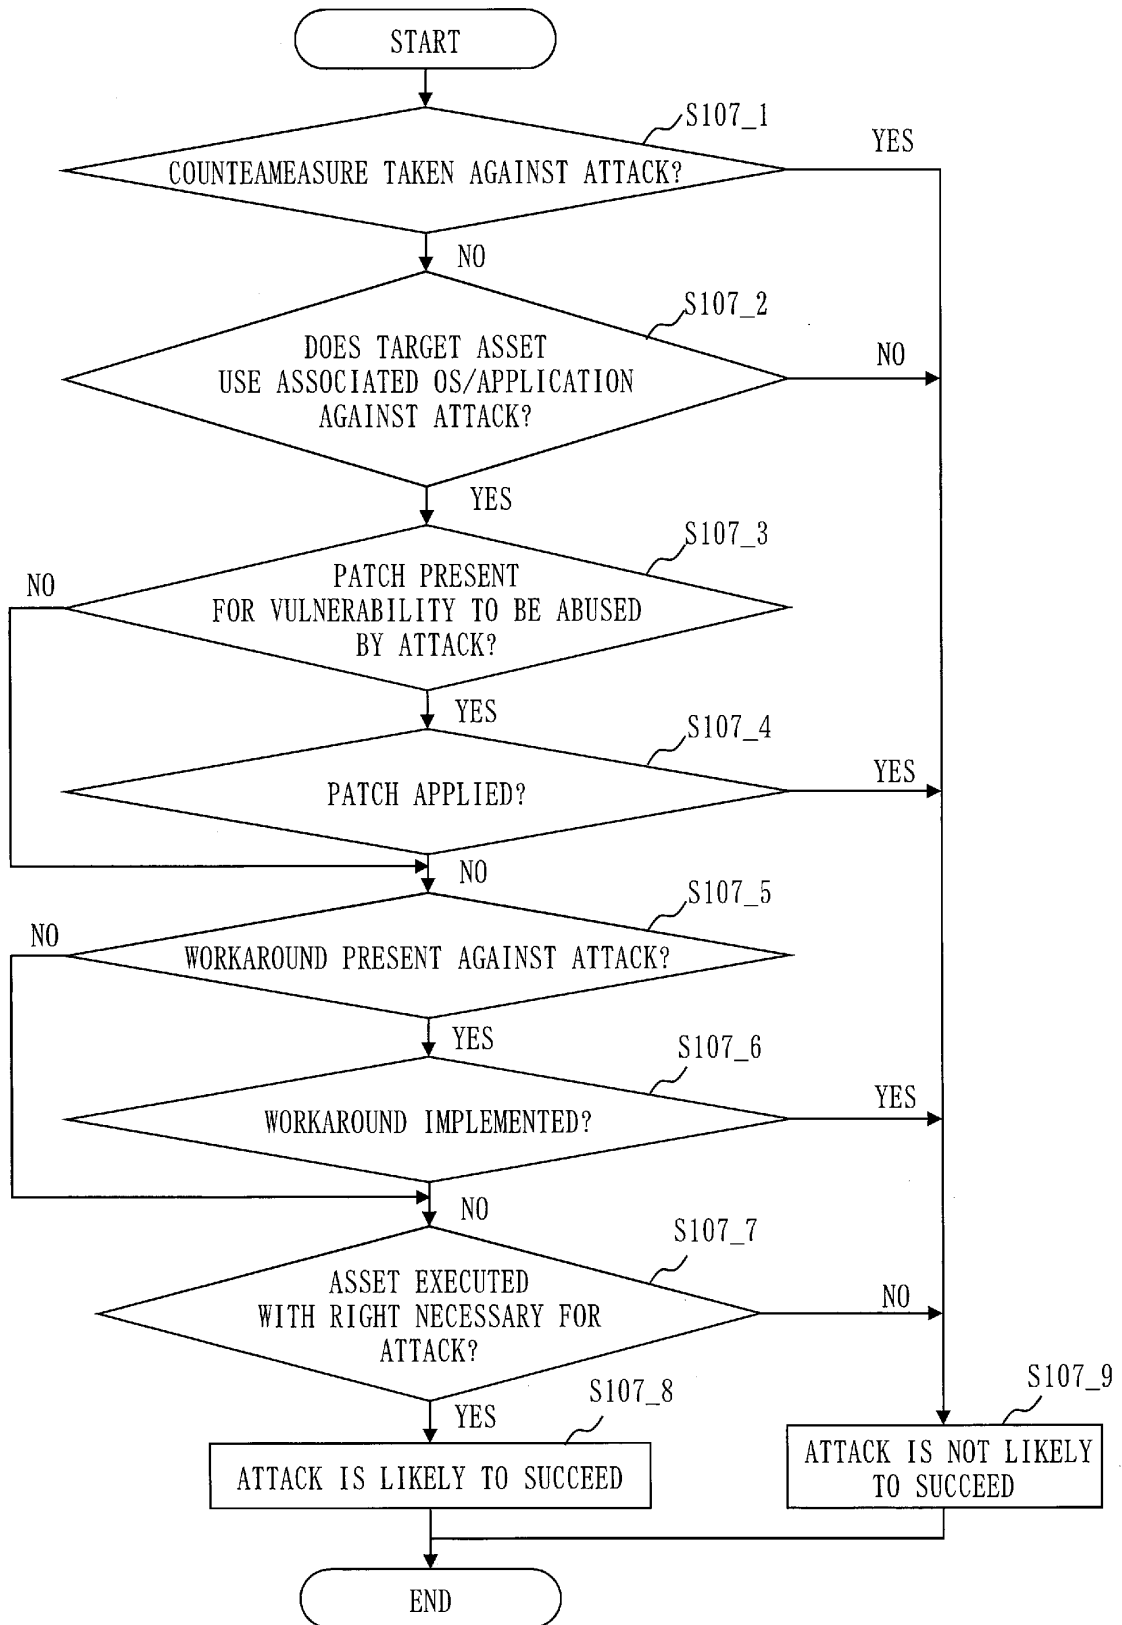 START
S107_1
YES
COUNTEAMEASURE TAKEN AGAINST ATTACK?
NO
S107_2
DOES TARGET ASSET
USE ASSOCIATED OS/APPLICATION
AGAINST ATTACK?
NO
YES
S107_3
NO
PATCH PRESENT
FOR VULNERABILITY TO BE ABUSED
BY ATTACK?
YES
S107_4
YES
PATCH APPLIED?
NO
S107_5
NO
WORKAROUND PRESENT AGAINST ATTACK?
YES
S107_6
YES
WORKAROUND IMPLEMENTED?
NO
S107_7
ASSET EXECUTED
WITH RIGHT NECESSARY FOR
ATTACK?
NO
YES
S107_8
S107_9
ATTACK IS LIKELY TO SUCCEED
ATTACK IS NOT LIKELY
TO SUCCEED
END